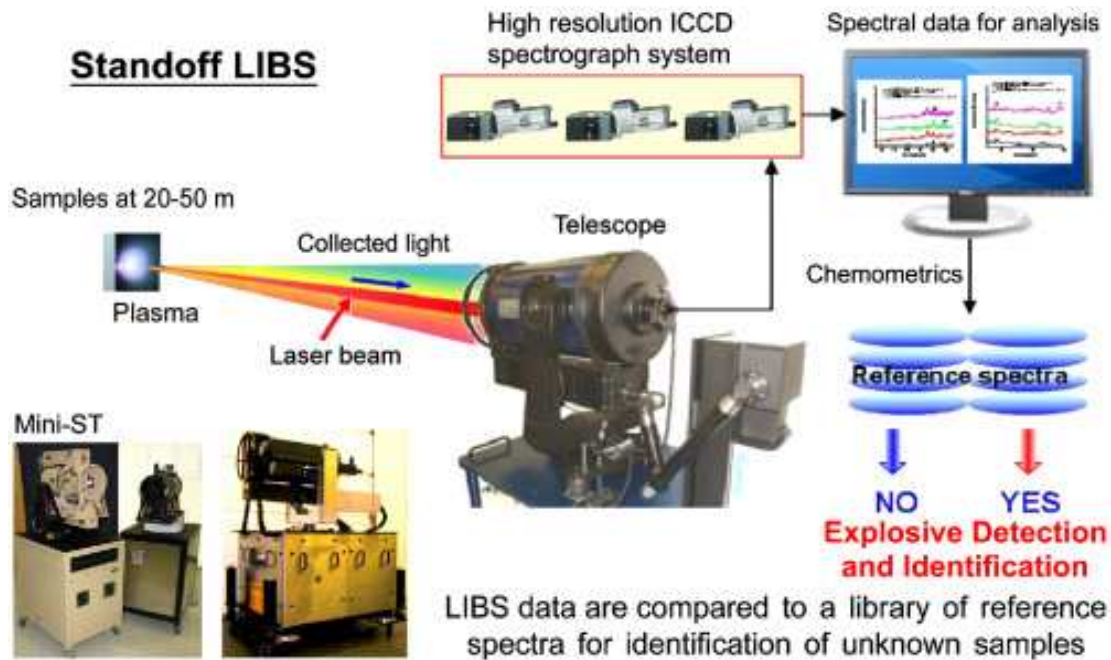 Standoff LIBS
High resolution ICCD
spectrograph system
Spectral data for analysis
Samples at 20-50 m
Collected light
Telescope
Plasma
Laser beam
Chemometrics
Reference spectra
Mini-ST
NO
YES
Explosive Detection
and Identification
LIBS data are compared to a library of reference
spectra for identification of unknown samples